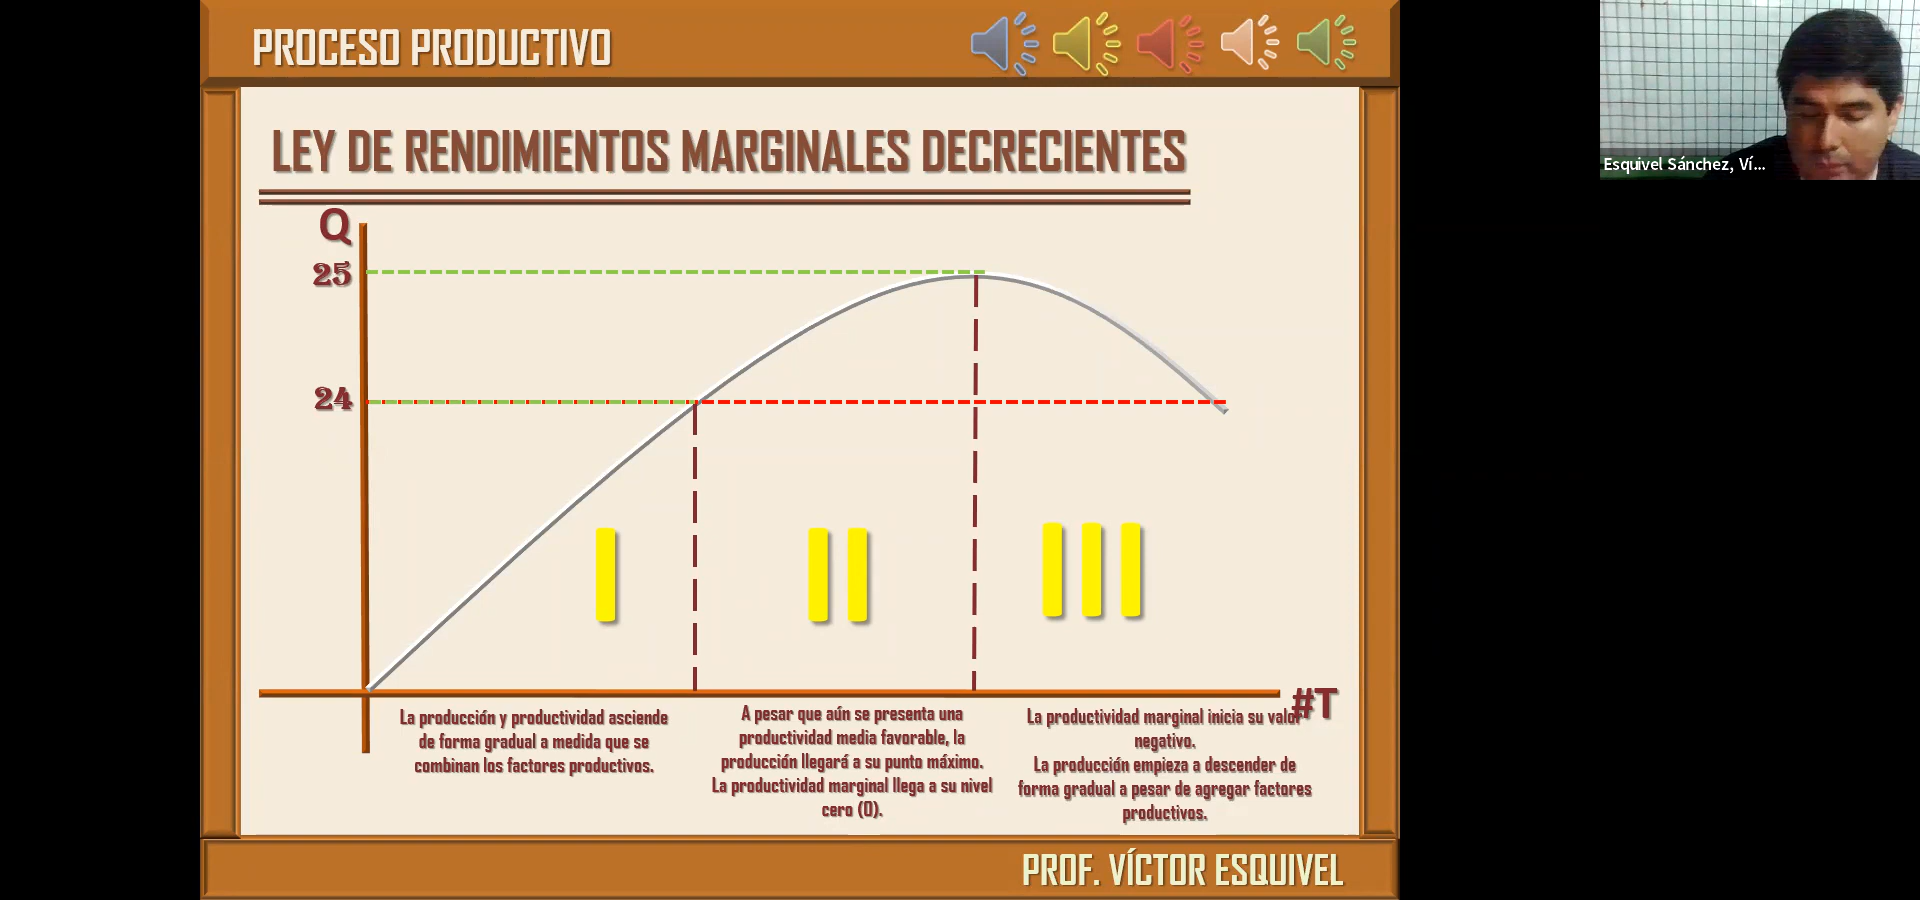 PROCESO PRODUCTIVO
LEY DE RENDIMIENTOS MARGINALES DECRECIENTES
Q
25
24
I
II
III
#T
La producción y productividad asciende
de forma gradual a medida que se
combinan los factores productivos.
A pesar que aún se presenta una
productividad media favorable, la
producción llegará a su punto máximo.
La productividad marginal llega a su nivel
cero (0).
La productividad marginal inicia su valor
negativo.
La producción empieza a descender de
forma gradual a pesar de agregar factores
productivos.
PROF. VÍCTOR ESQUIVEL
Esquivel Sánchez, Ví...